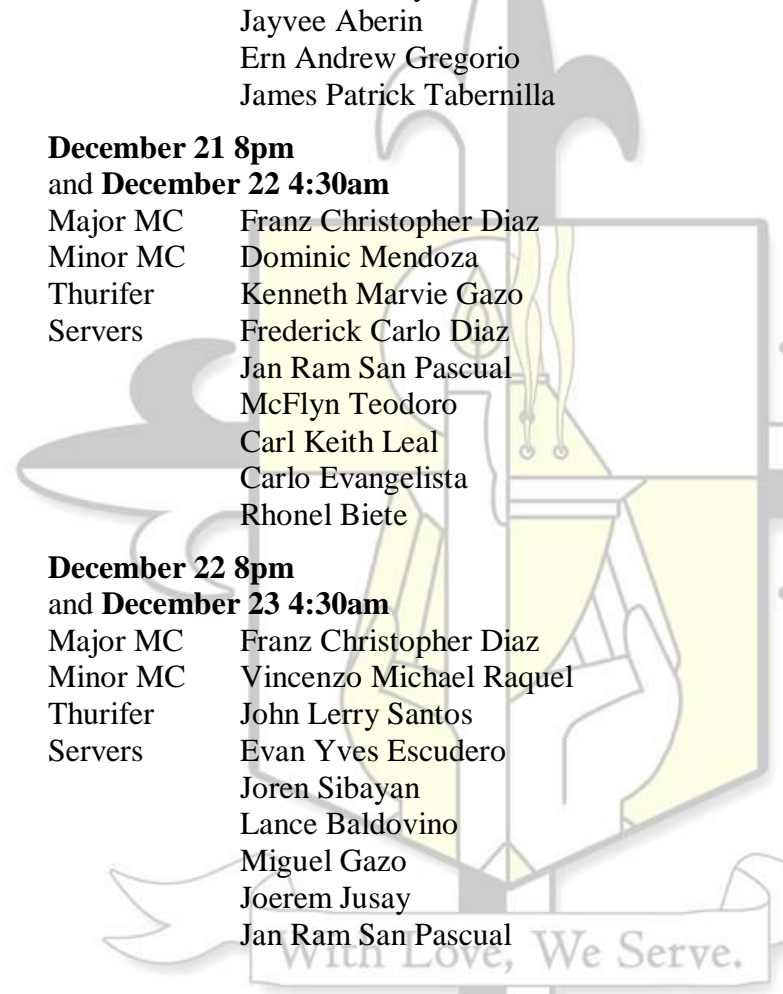 Jayvee Aberin
Ern Andrew Gregorio
James Patrick Tabernilla
December 21 8pm
and December 22 4:30am
Major MC Franz Christopher Diaz
Minor MC Dominic Mendoza
Thurifer Kenneth Marvie Gazo
Servers Frederick Carlo Diaz
Jan Ram San Pascual
McFlyn Teodoro
Carl Keith Leal
Carlo Evangelista
Rhonel Biete
December 22 8pm
and December 23 4:30am
Major MC Franz Christopher Diaz
Minor MC Vincenzo Michael Raquel
Thurifer John Lerry Santos
Servers Evan Yves Escudero
Joren Sibayan
Lance Baldovino
Miguel Gazo
Joerem Jusay
Jan Ram San Pascual
With Love, We Serve.